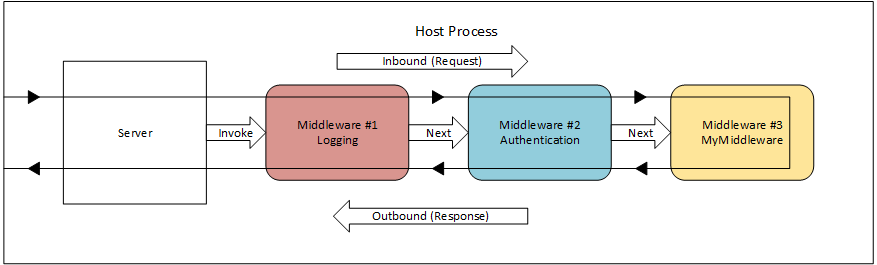 Host Process
Inbound (Request)
Server
Invoke
Middleware #1
Logging
Next
Middleware #2
Authentication
Next
Middleware #3
MyMiddleware
Outbound (Response)